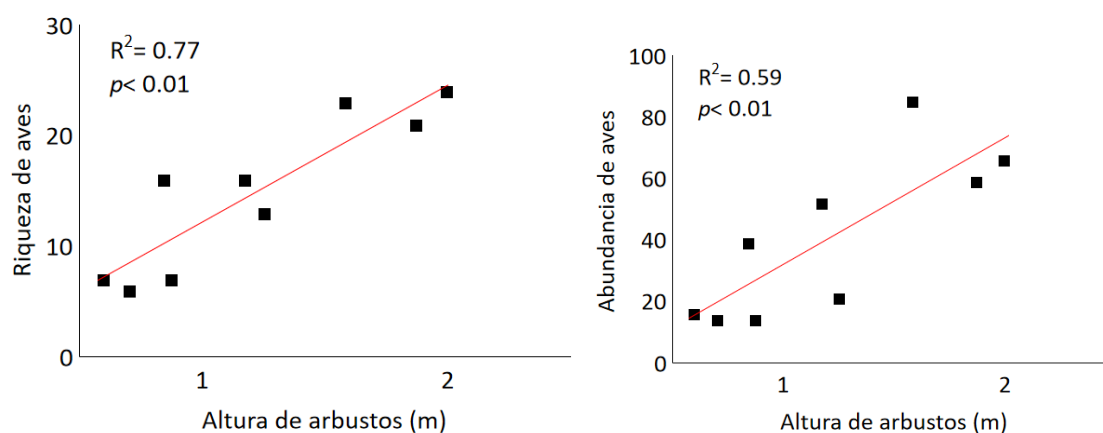 30
R²= 0.77
p< 0.01
20
10
0
Riqueza de aves
1
2
Altura de arbustos (m)
100
R²= 0.59
p< 0.01
80
60
40
20
0
Abundancia de aves
1
2
Altura de arbustos (m)